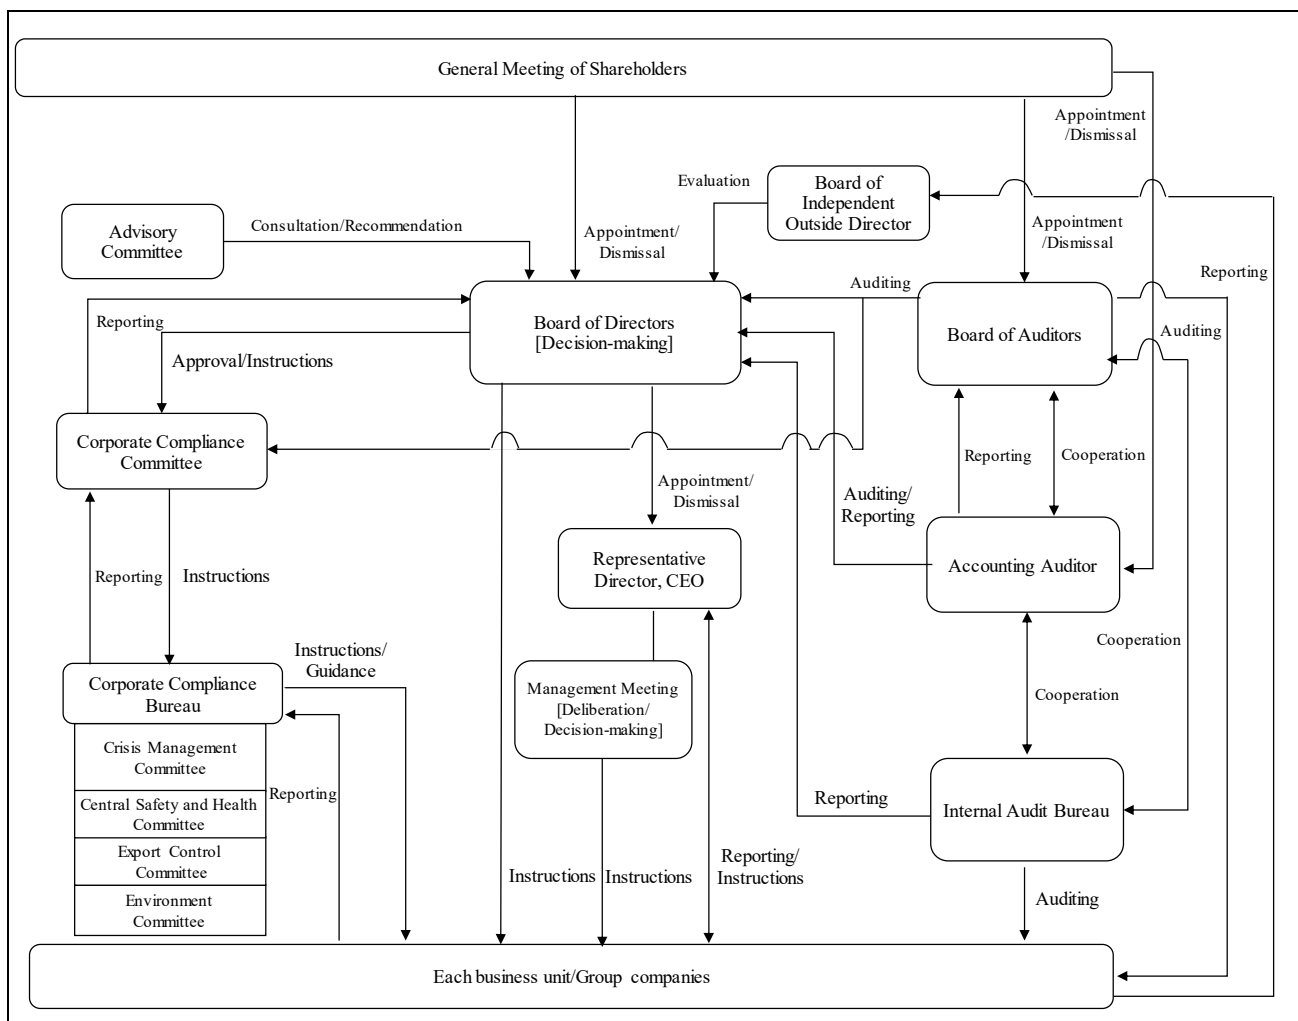 General Meeting of Shareholders
Appointment
/Dismissal
Evaluation
Board of
Independent
Outside Director
Advisory
Committee
Consultation/Recommendation
Appointment/
Dismissal
Appointment
/Dismissal
Reporting
Auditing
Reporting
Board of Directors
[Decision-making]
Board of Auditors
Auditing
Approval/Instructions
Corporate Compliance
Committee
Reporting
Cooperation
Appointment/
Dismissal
Auditing/
Reporting
Representative
Director, CEO
Accounting Auditor
Reporting
Instructions
Instructions/
Guidance
Cooperation
Corporate Compliance
Bureau
Management Meeting
[Deliberation/
Decision-making]
Cooperation
Crisis Management
Committee
Reporting
Central Safety and Health
Committee
Reporting
Internal Audit Bureau
Export Control
Committee
Instructions
Instructions
Reporting/
Instructions
Environment
Committee
Auditing
Each business unit/Group companies